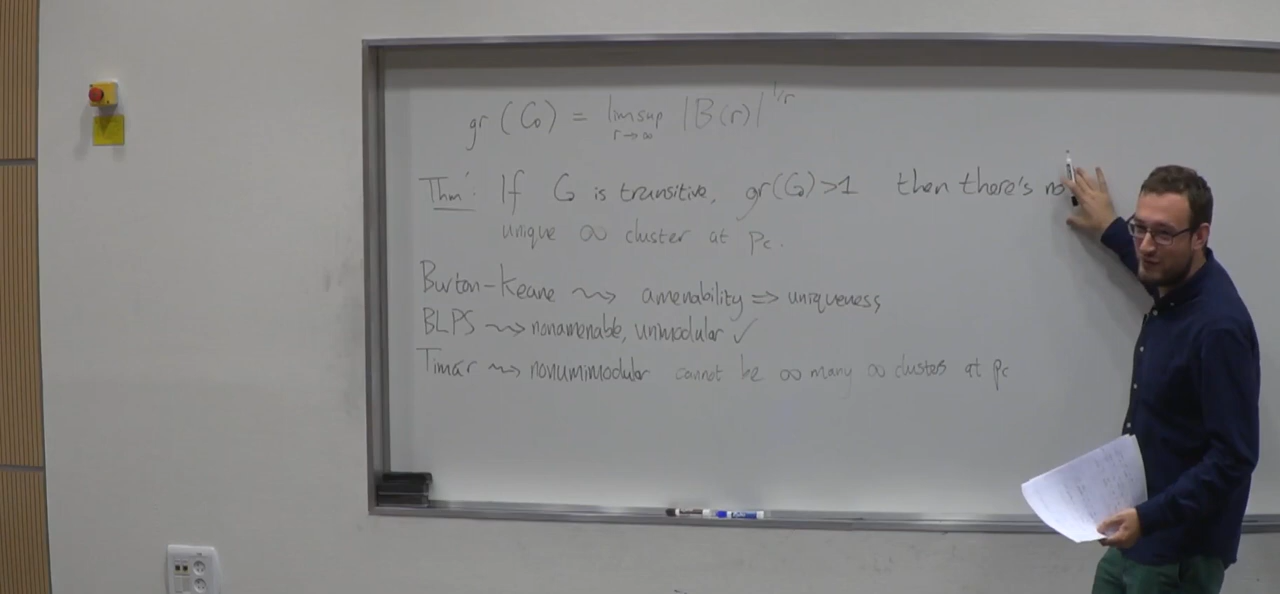 gr (G) = limsup r→∞ |B(r)|^{1/r}
Thm': If G is transitive, gr(G)>1 then there's no
unique ∞ cluster at pc.
Burton-Keane ⇝ amenability ⇒ uniqueness
BLPS ⇝ nonamenable, unimodular ✓
Timar ⇝ nonunimodular cannot be ∞ many ∞ clusters at pc